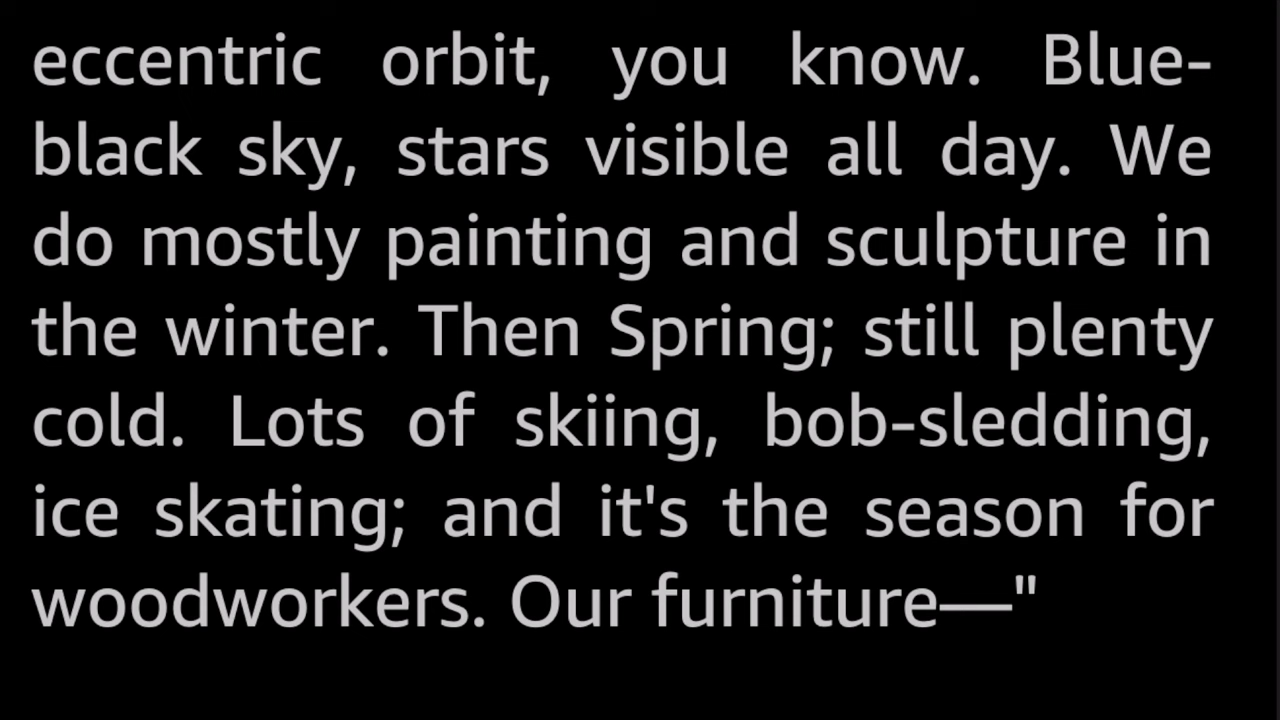 eccentric orbit, you know. Blue-
black sky, stars visible all day. We
do mostly painting and sculpture in
the winter. Then Spring; still plenty
cold. Lots of skiing, bob-sledding,
ice skating; and it's the season for
woodworkers. Our furniture—"